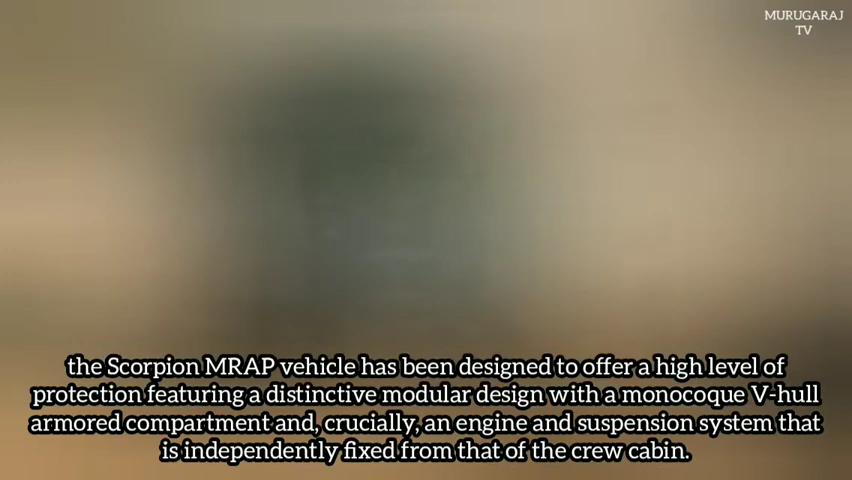 MURUGARAJ
TV
the Scorpion MRAP vehicle has been designed to offer a high level of
protection featuring a distinctive modular design with a monocoque V-hull
armored compartment and, crucially, an engine and suspension system that
is independently fixed from that of the crew cabin.